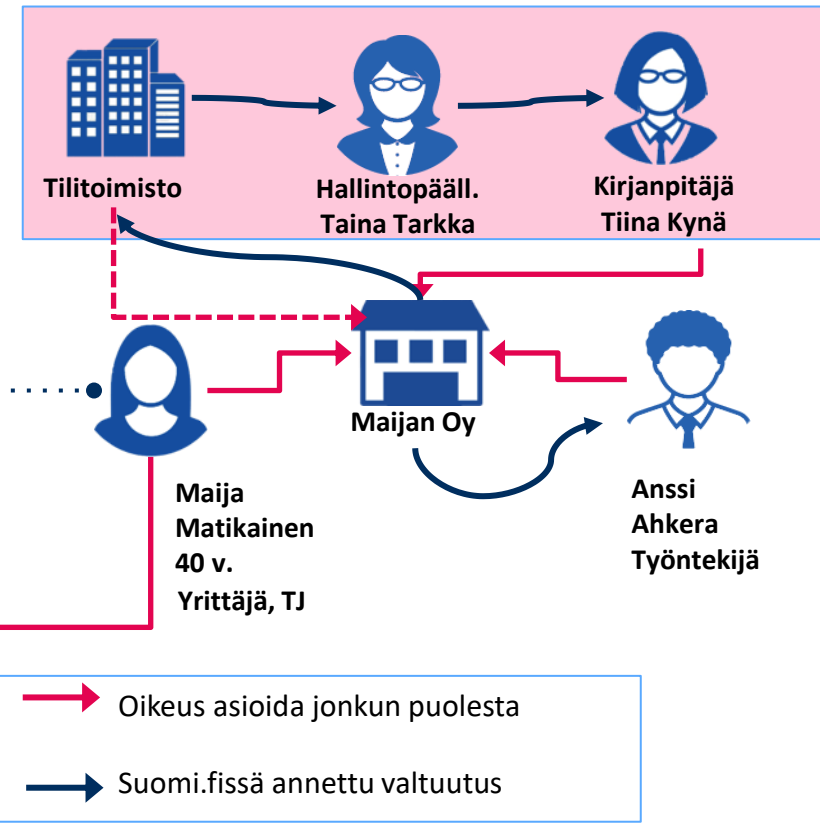 Tilitoimisto
Hallintopääll.
Taina Tarkka
Kirjanpitäjä
Tiina Kynä
Maijan Oy
Maija
Matikainen
40 v.
Yrittäjä, TJ
Anssi
Ahkera
Työntekijä
Oikeus asioida jonkun puolesta
Suomi.fissä annettu valtuutus